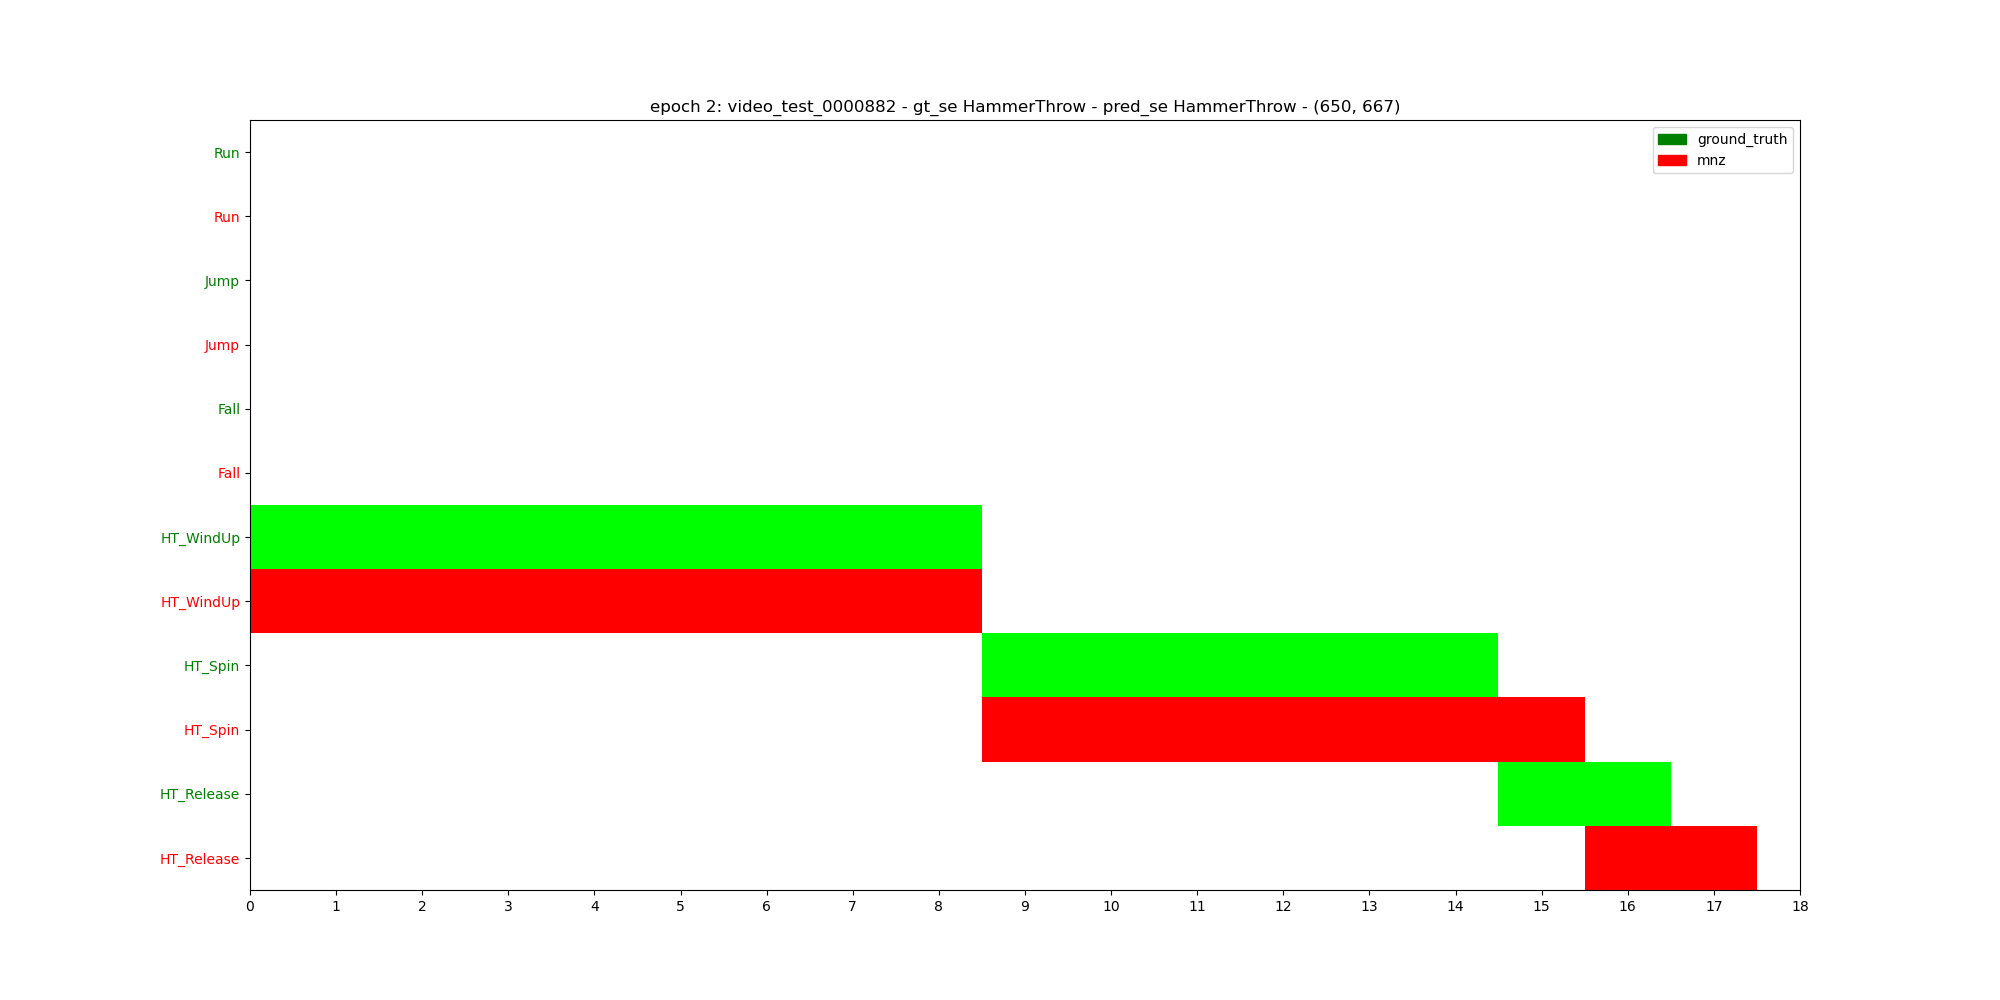 epoch 2: video_test_0000882 - gt_se HammerThrow - pred_se HammerThrow - (650, 667)
ground_truth
mnz
Run
Run
Jump
Jump
Fall
Fall
HT_WindUp
HT_WindUp
HT_Spin
HT_Spin
HT_Release
HT_Release
0 1 2 3 4 5 6 7 8 9 10 11 12 13 14 15 16 17 18